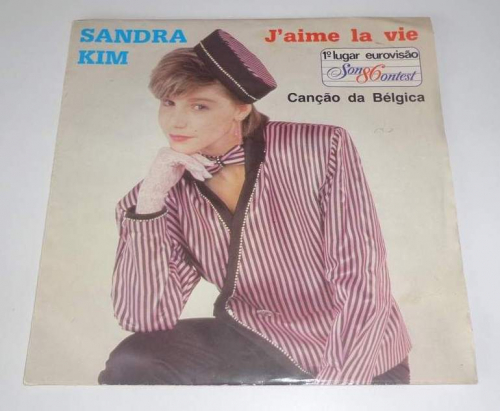 SANDRA
KIM
J'aime la vie
1º lugar eurovisão
Song 86 Contest
Canção da Bélgica